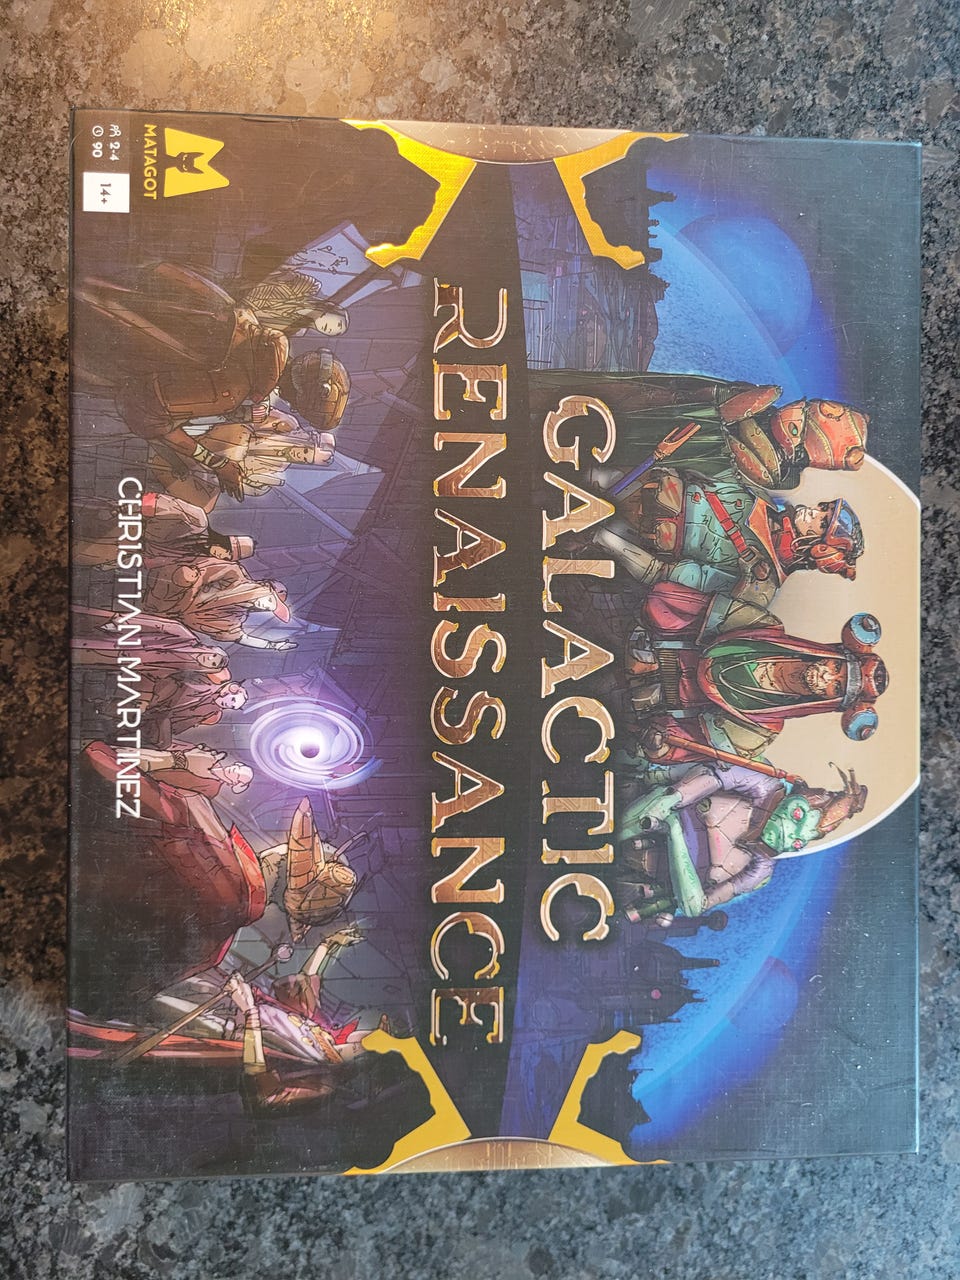 GALACTIC
RENAISSANCE
CHRISTIAN MARTINEZ
MATAGOT
2-4
90
14+